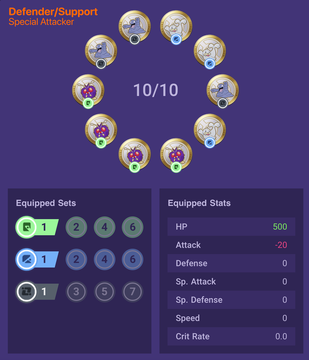 Defender/Support
Special Attacker
10/10
Equipped Sets
1 2 4 6
1 2 4 6
1 3 5 7
Equipped Stats
HP 500
Attack -20
Defense 0
Sp. Attack 0
Sp. Defense 0
Speed 0
Crit Rate 0.0